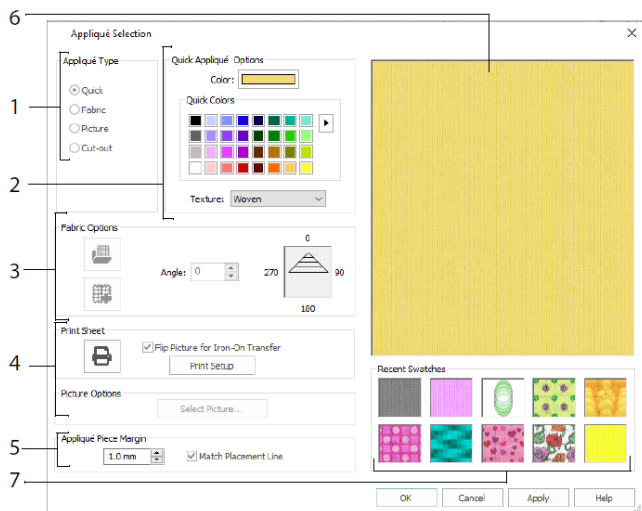 6
Appliqué Selection
Appliqué Type
1
Quick
Fabric
Picture
Cut-out
2
Quick Appliqué Options
Color:
Quick Colors
Texture: Woven
3
Fabric Options
Angle: 0
0
270
90
180
4
Print Sheet
Flip Picture for Iron-On Transfer
Print Setup
Picture Options
Select Picture...
5
Appliqué Piece Margin
1.0 mm
Match Placement Line
Recent Swatches
7
OK
Cancel
Apply
Help